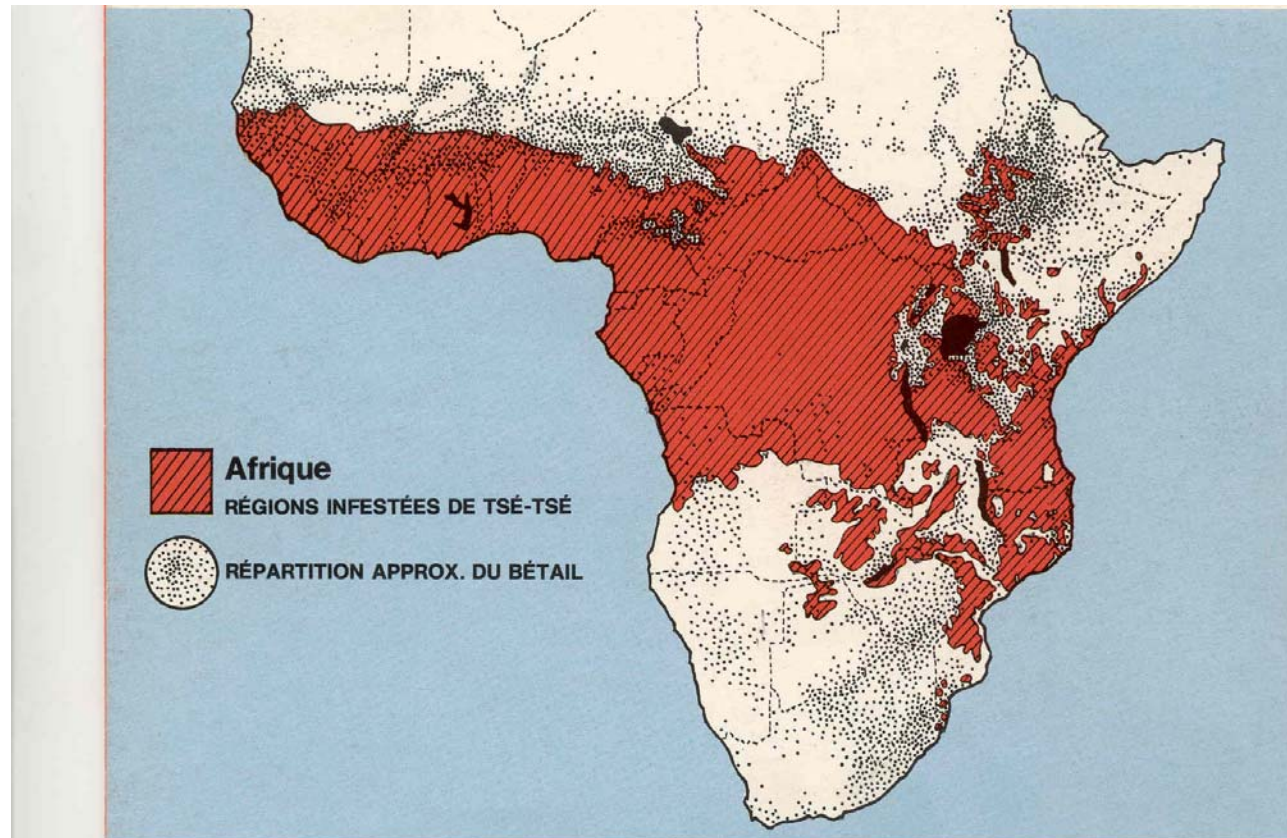 Afrique
RÉGIONS INFESTÉES DE TSÉ-TSÉ
RÉPARTITION APPROX. DU BÉTAIL